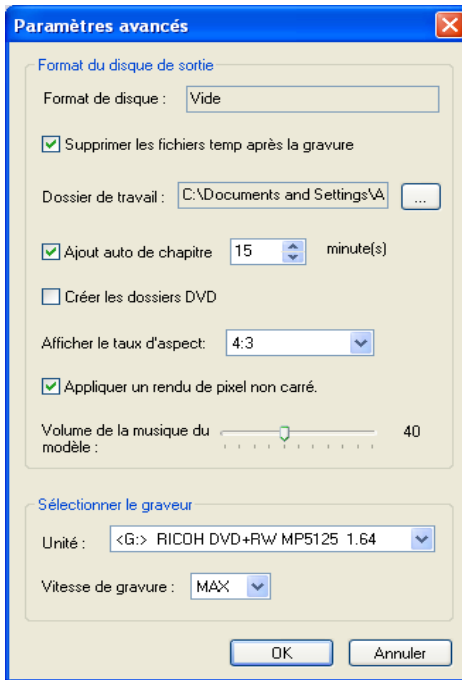 Paramètres avancés
Format du disque de sortie
Format de disque : Vide
Supprimer les fichiers temp après la gravure
Dossier de travail : C:\Documents and Settings\A ...
Ajout auto de chapitre 15 minute(s)
Créer les dossiers DVD
Afficher le taux d'aspect: 4:3
Appliquer un rendu de pixel non carré.
Volume de la musique du
modèle : 40
Sélectionner le graveur
Unité : <G:> RICOH DVD+RW MP5125 1.64
Vitesse de gravure : MAX
OK Annuler